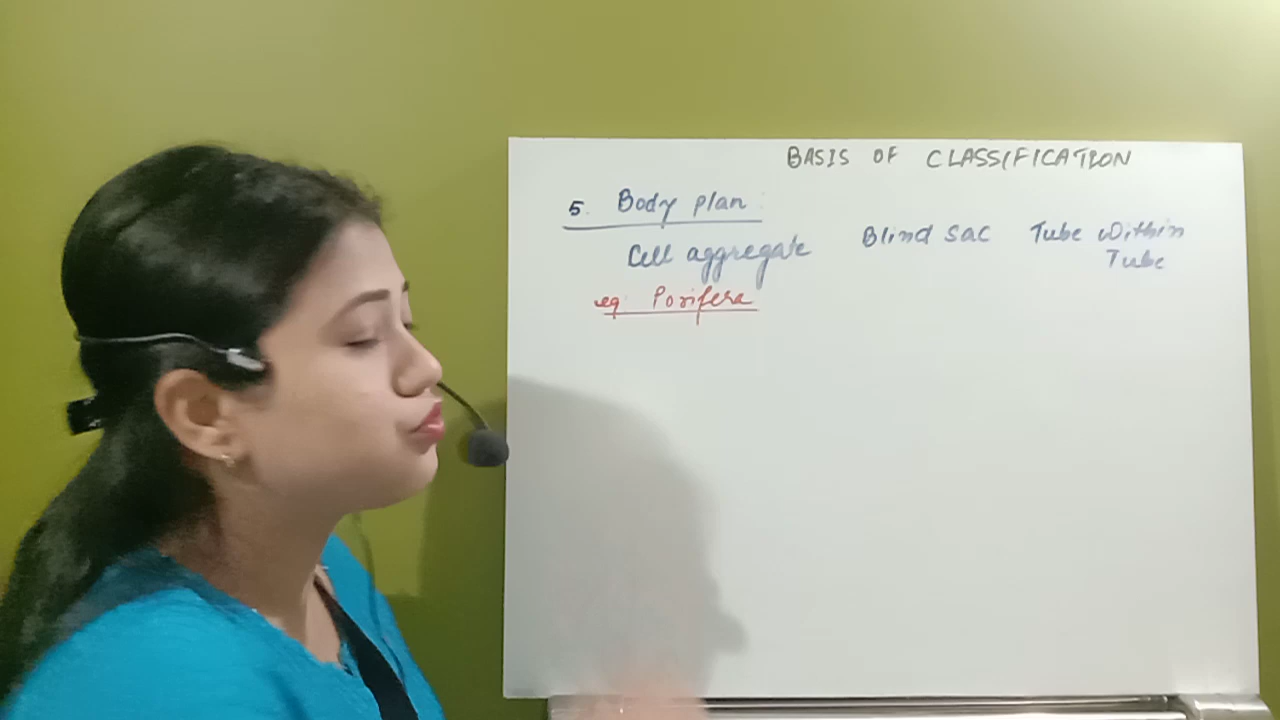 BASIS OF CLASSIFICATION
5. Body plan :
Cell aggregate Blind sac Tube Within
Tube
eg: Porifera